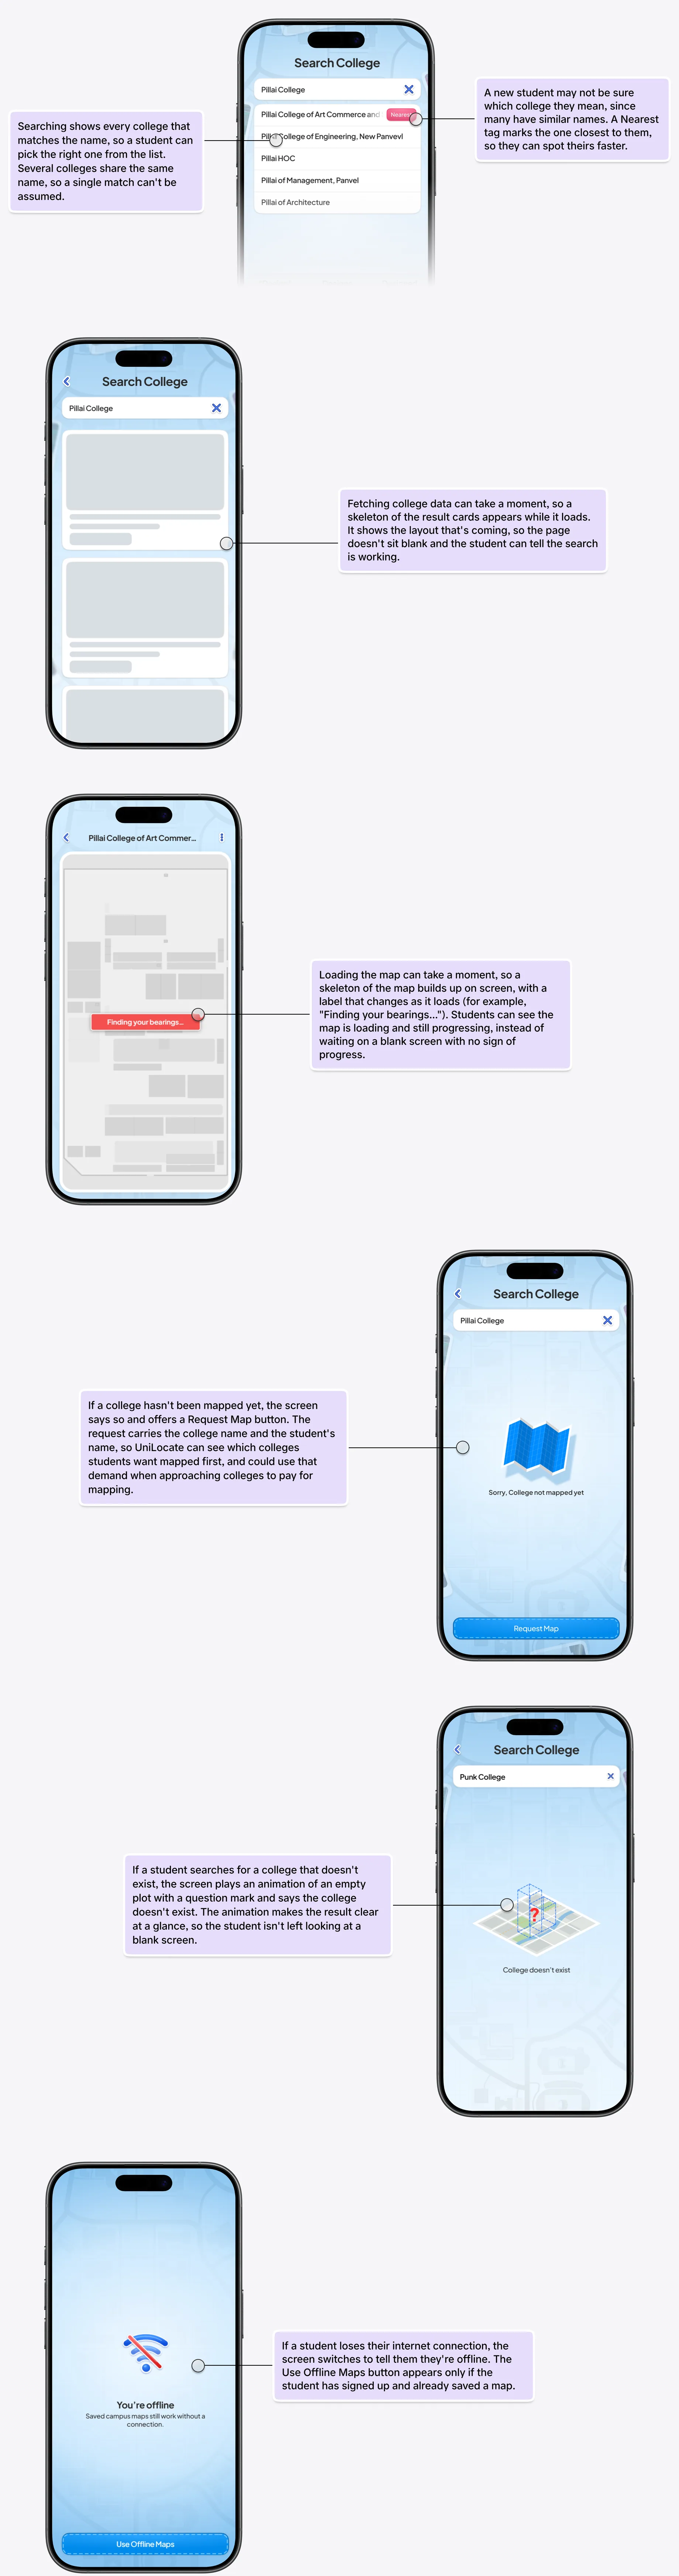 Search College
Pillai College
Pillai College of Art Commerce and
Nearest
Pillai College of Engineering, New Panvevl
Pillai HOC
Pillai of Management, Panvel
Pillai of Architecture
Searching shows every college that
matches the name, so a student can
pick the right one from the list.
Several colleges share the same
name, so a single match can't be
assumed.
A new student may not be sure
which college they mean, since
many have similar names. A Nearest
tag marks the one closest to them,
so they can spot theirs faster.
Search College
Pillai College
Fetching college data can take a moment, so a
skeleton of the result cards appears while it loads.
It shows the layout that's coming, so the page
doesn't sit blank and the student can tell the search
is working.
Pillai College of Art Commer...
Finding your bearings...
Loading the map can take a moment, so a
skeleton of the map builds up on screen, with a
label that changes as it loads (for example,
"Finding your bearings..."). Students can see the
map is loading and still progressing, instead of
waiting on a blank screen with no sign of
progress.
Search College
Pillai College
Sorry, College not mapped yet
Request Map
If a college hasn't been mapped yet, the screen
says so and offers a Request Map button. The
request carries the college name and the student's
name, so UniLocate can see which colleges
students want mapped first, and could use that
demand when approaching colleges to pay for
mapping.
Search College
Punk College
?
College doesn't exist
If a student searches for a college that doesn't
exist, the screen plays an animation of an empty
plot with a question mark and says the college
doesn't exist. The animation makes the result clear
at a glance, so the student isn't left looking at a
blank screen.
You're offline
Saved campus maps still work without a
connection.
Use Offline Maps
If a student loses their internet connection, the
screen switches to tell them they're offline. The
Use Offline Maps button appears only if the
student has signed up and already saved a map.